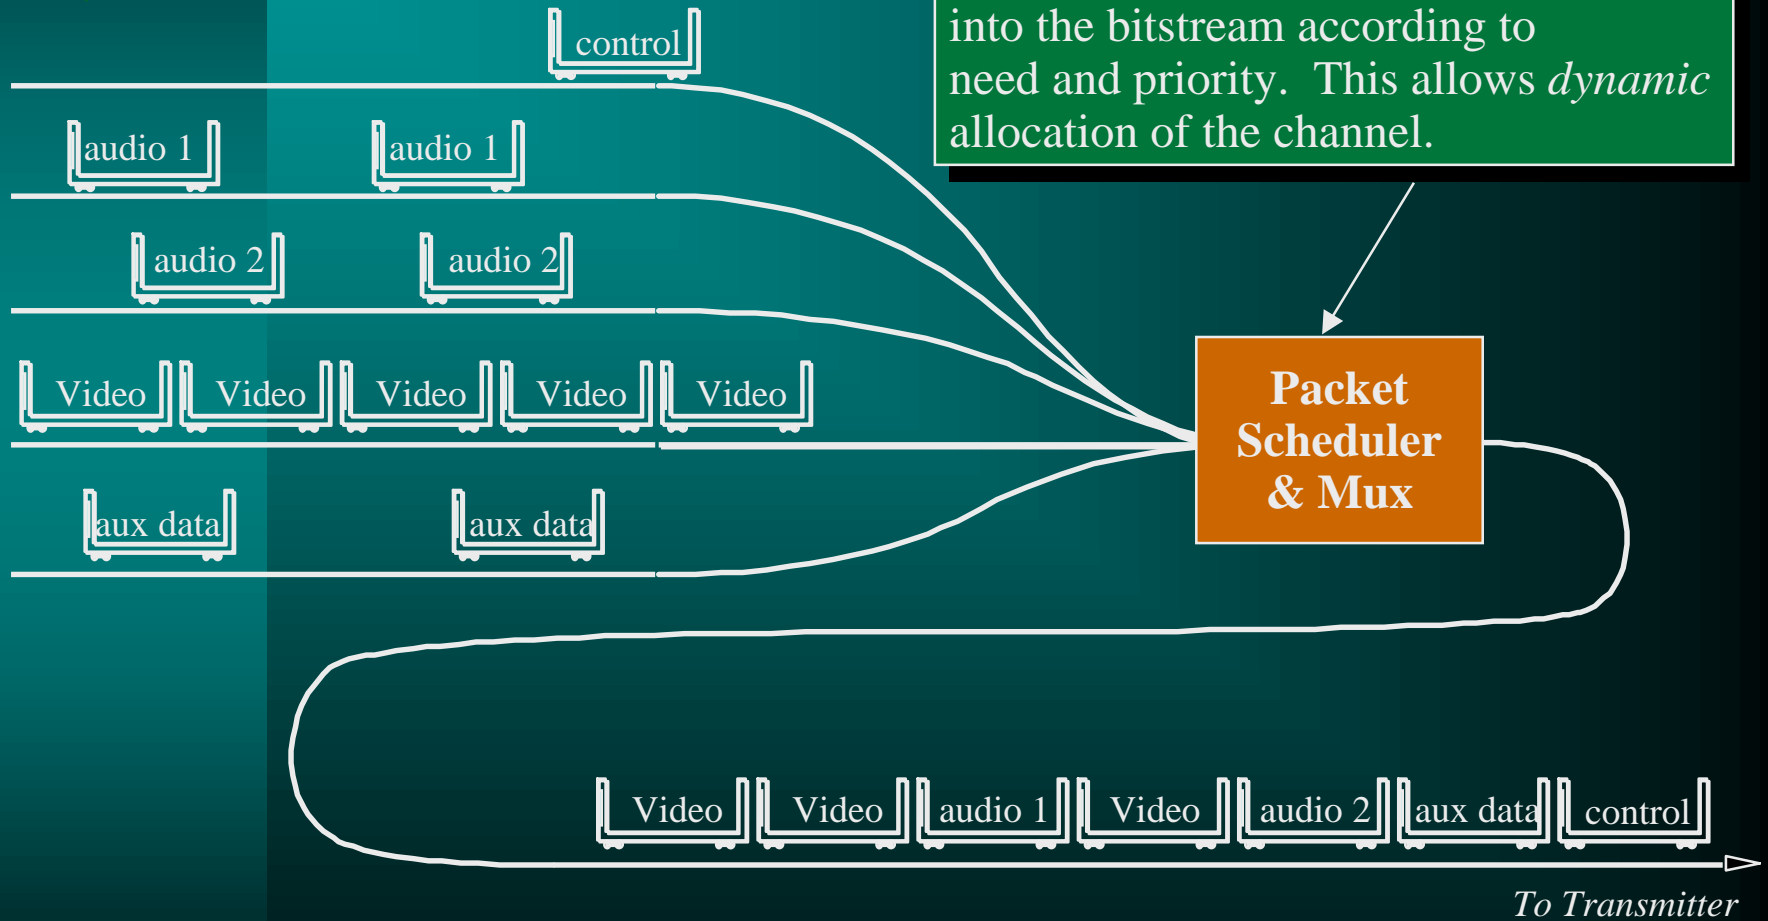 into the bitstream according to
need and priority. This allows dynamic
allocation of the channel.
control
audio 1 audio 1
audio 2 audio 2
Video Video Video Video Video
aux data aux data
Packet
Scheduler
& Mux
Video Video audio 1 Video audio 2 aux data control
To Transmitter